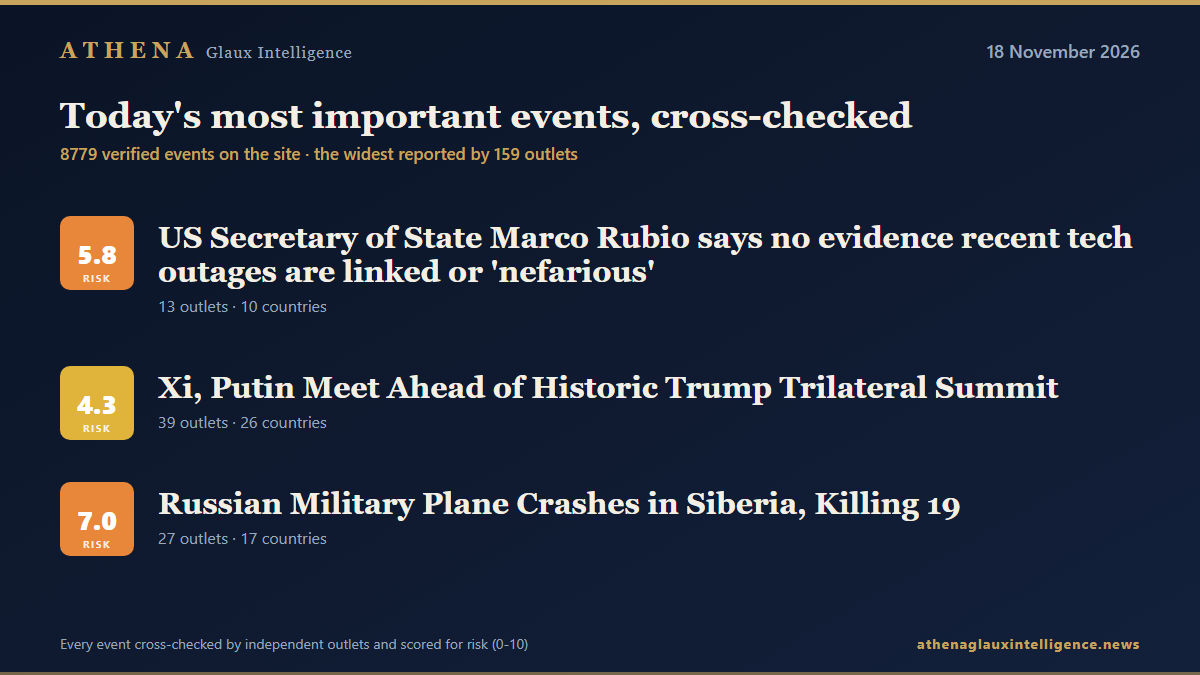 ATHENA Glaux Intelligence
18 November 2026
Today's most important events, cross-checked
8779 verified events on the site · the widest reported by 159 outlets
5.8
RISK
US Secretary of State Marco Rubio says no evidence recent tech
outages are linked or 'nefarious'
13 outlets · 10 countries
4.3
RISK
Xi, Putin Meet Ahead of Historic Trump Trilateral Summit
39 outlets · 26 countries
7.0
RISK
Russian Military Plane Crashes in Siberia, Killing 19
27 outlets · 17 countries
Every event cross-checked by independent outlets and scored for risk (0-10)
athenaglauxintelligence.news